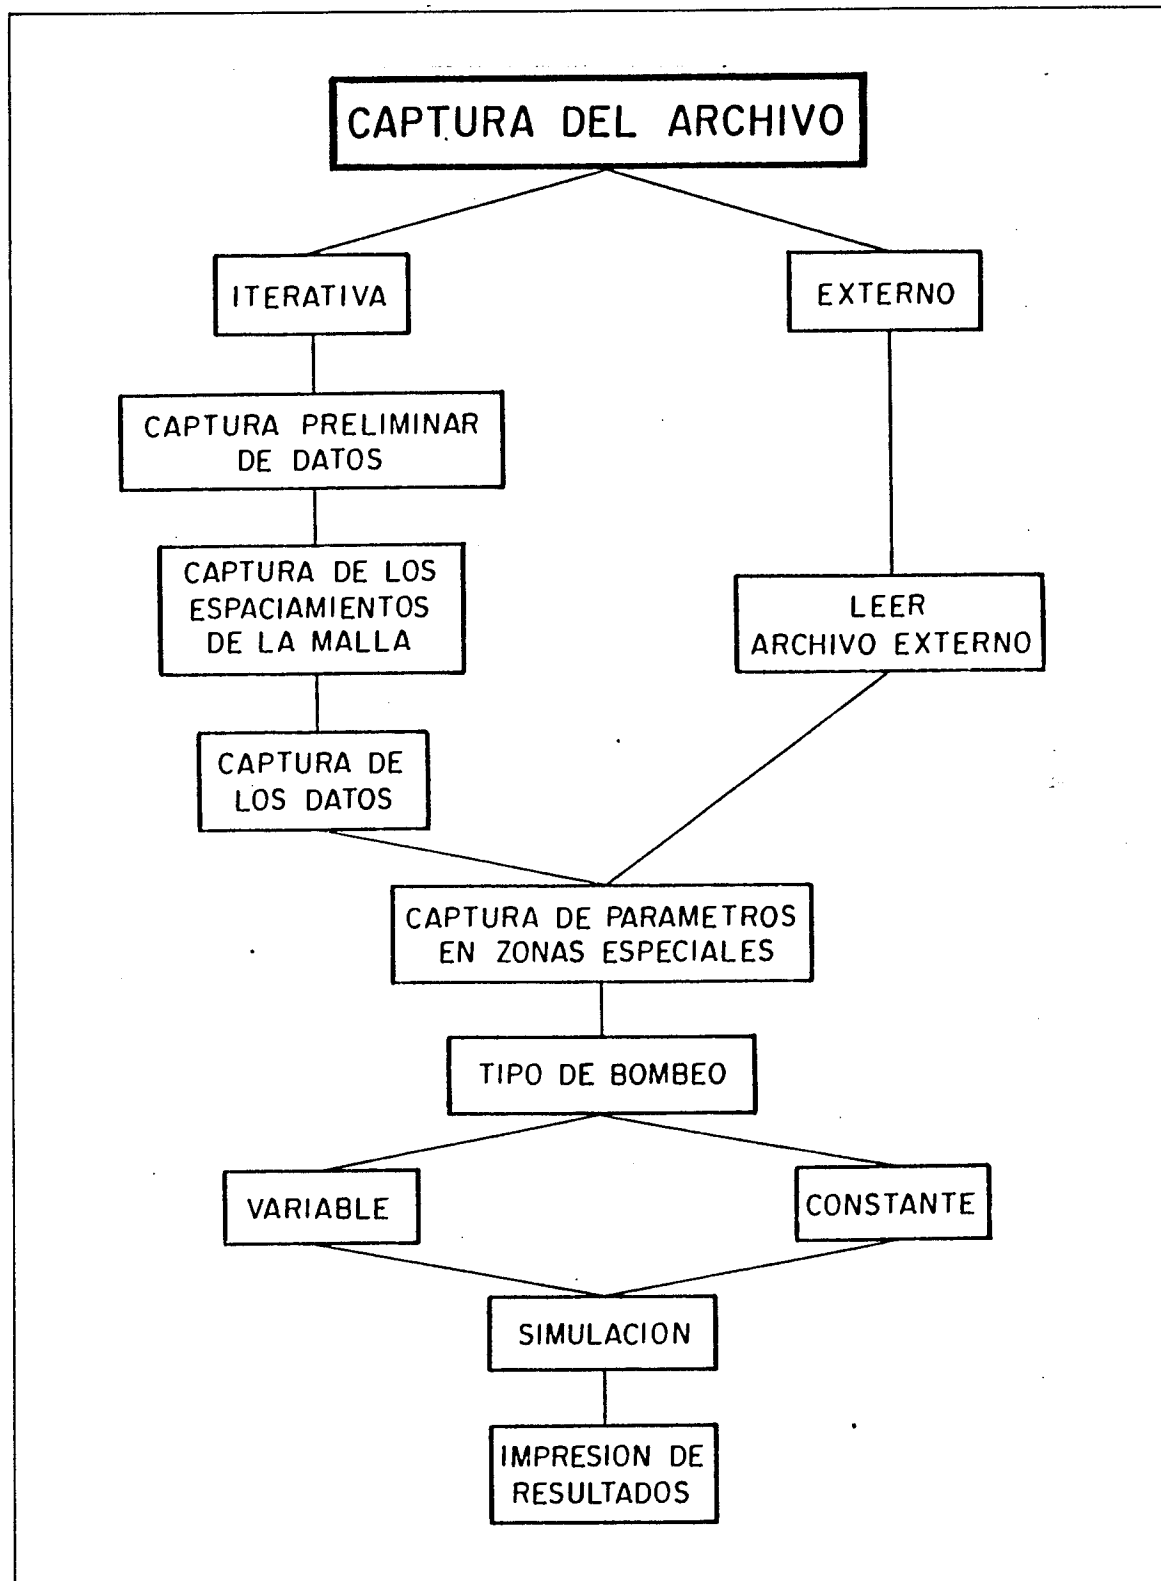 CAPTURA DEL ARCHIVO
ITERATIVA
EXTERNO
CAPTURA PRELIMINAR
DE DATOS
CAPTURA DE LOS
ESPACIAMIENTOS
DE LA MALLA
LEER
ARCHIVO EXTERNO
CAPTURA DE
LOS DATOS
CAPTURA DE PARAMETROS
EN ZONAS ESPECIALES
TIPO DE BOMBEO
VARIABLE
CONSTANTE
SIMULACION
IMPRESION DE
RESULTADOS